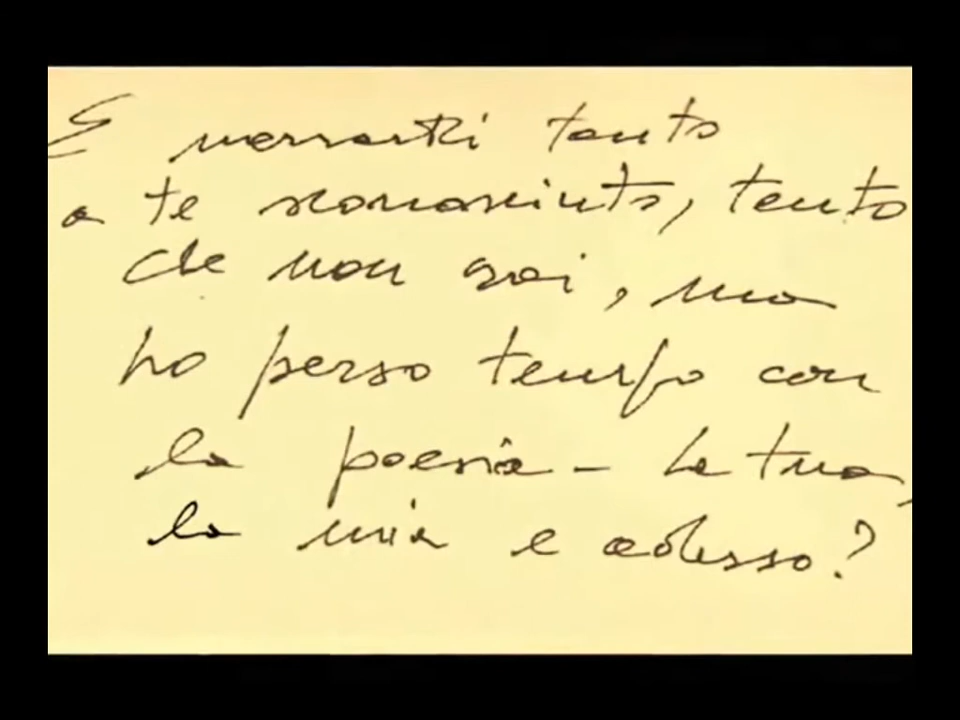 E narrarti tanto
a te sconosciuto, tanto
che non sai, ma
ho perso tempo con
la poesia - La tua,
la mia e adesso?